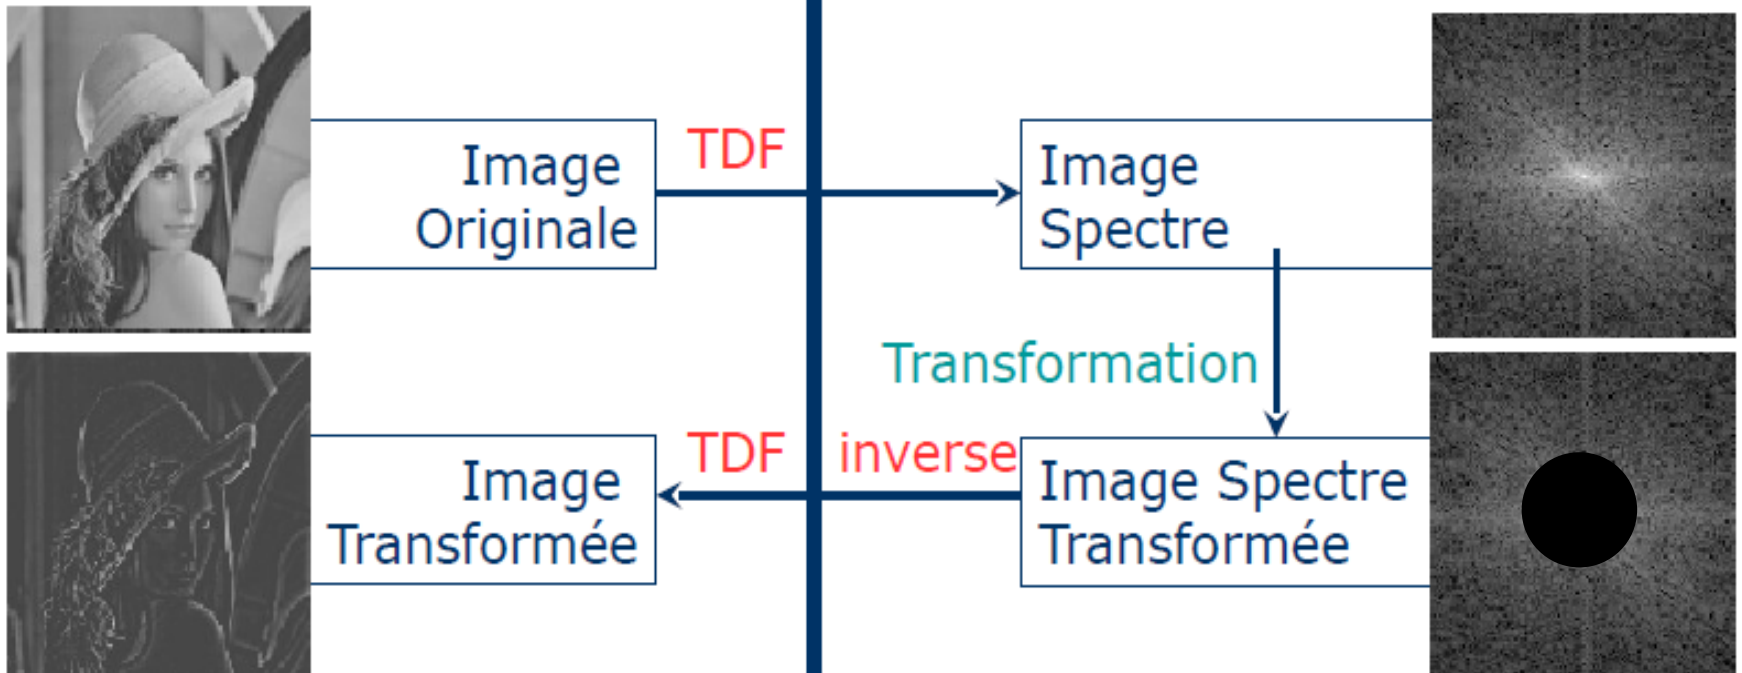 Image
Originale
TDF
Image
Spectre
Transformation
TDF inverse
Image
Transformée
Image Spectre
Transformée